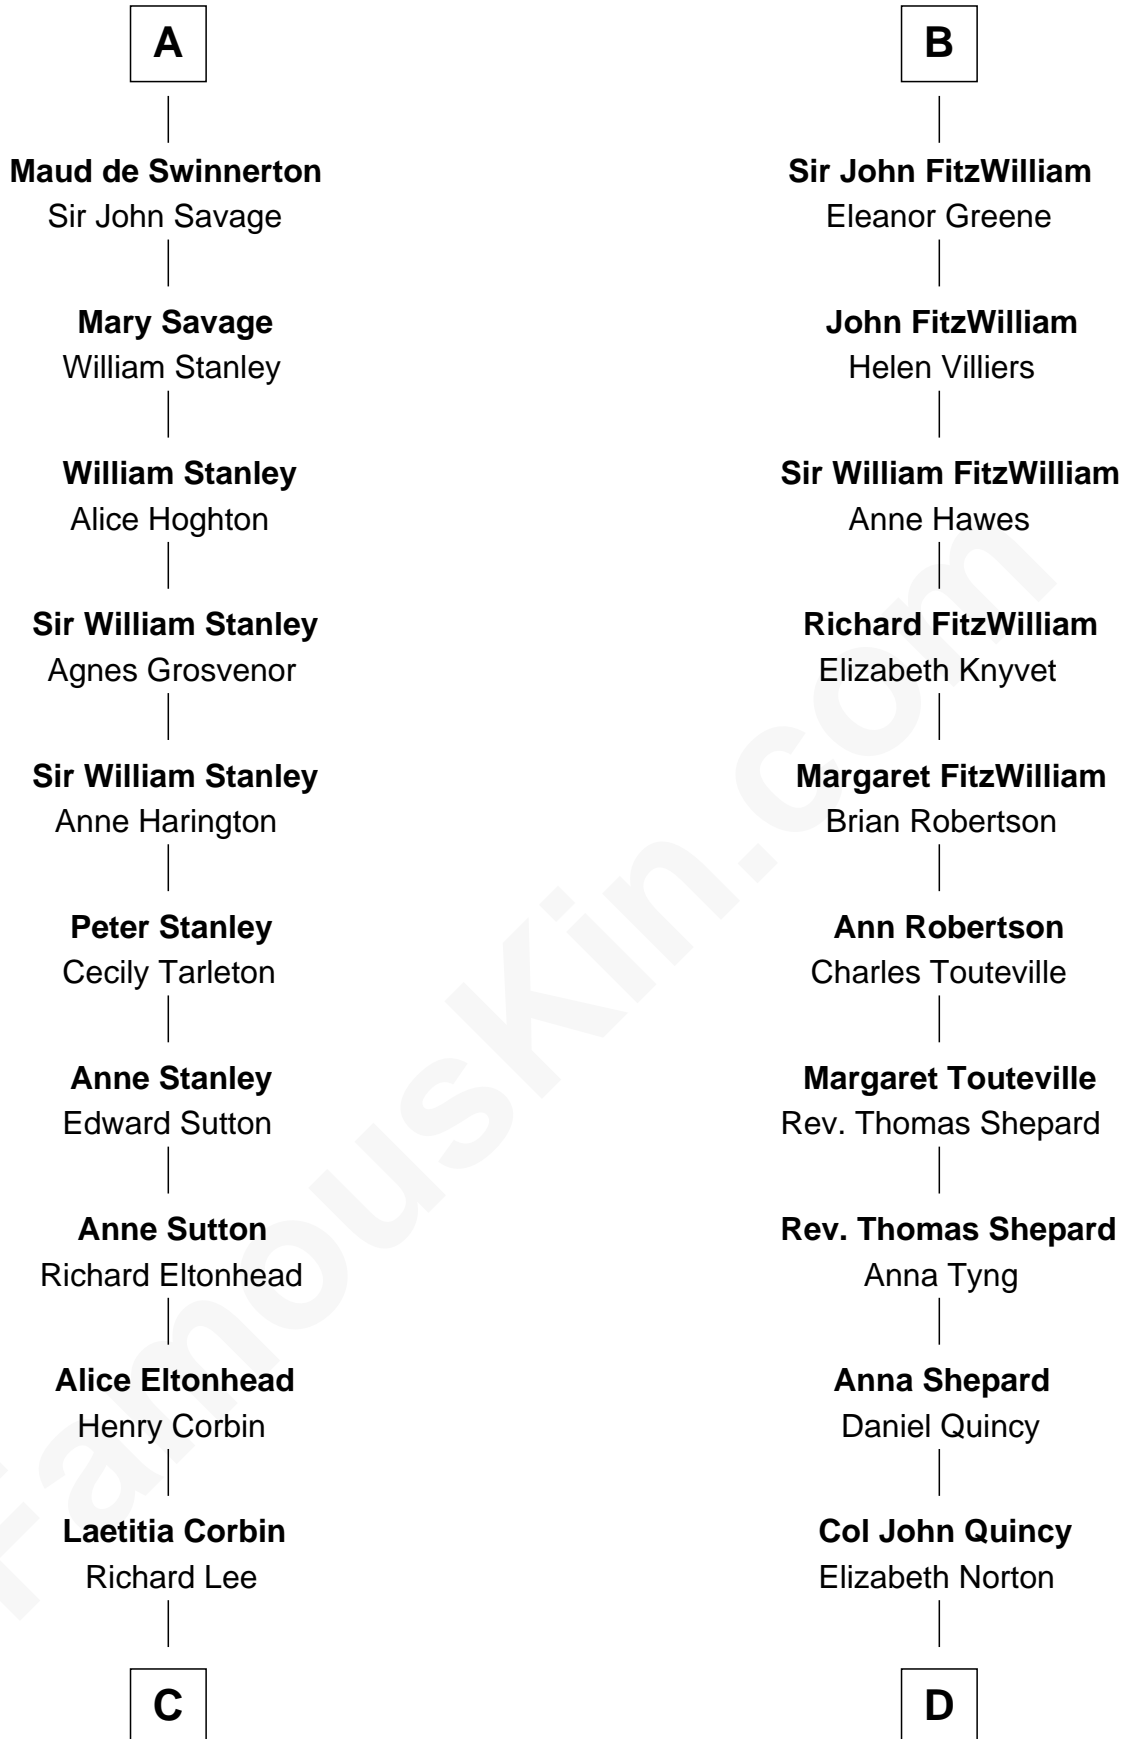 A
Maud de Swinnerton
Sir John Savage
Mary Savage
William Stanley
William Stanley
Alice Hoghton
Sir William Stanley
Agnes Grosvenor
Sir William Stanley
Anne Harington
Peter Stanley
Cecily Tarleton
Anne Stanley
Edward Sutton
Anne Sutton
Richard Eltonhead
Alice Eltonhead
Henry Corbin
Laetitia Corbin
Richard Lee
C
B
Sir John FitzWilliam
Eleanor Greene
John FitzWilliam
Helen Villiers
Sir William FitzWilliam
Anne Hawes
Richard FitzWilliam
Elizabeth Knyvet
Margaret FitzWilliam
Brian Robertson
Ann Robertson
Charles Touteville
Margaret Touteville
Rev. Thomas Shepard
Rev. Thomas Shepard
Anna Tyng
Anna Shepard
Daniel Quincy
Col John Quincy
Elizabeth Norton
D
FamousKin.com